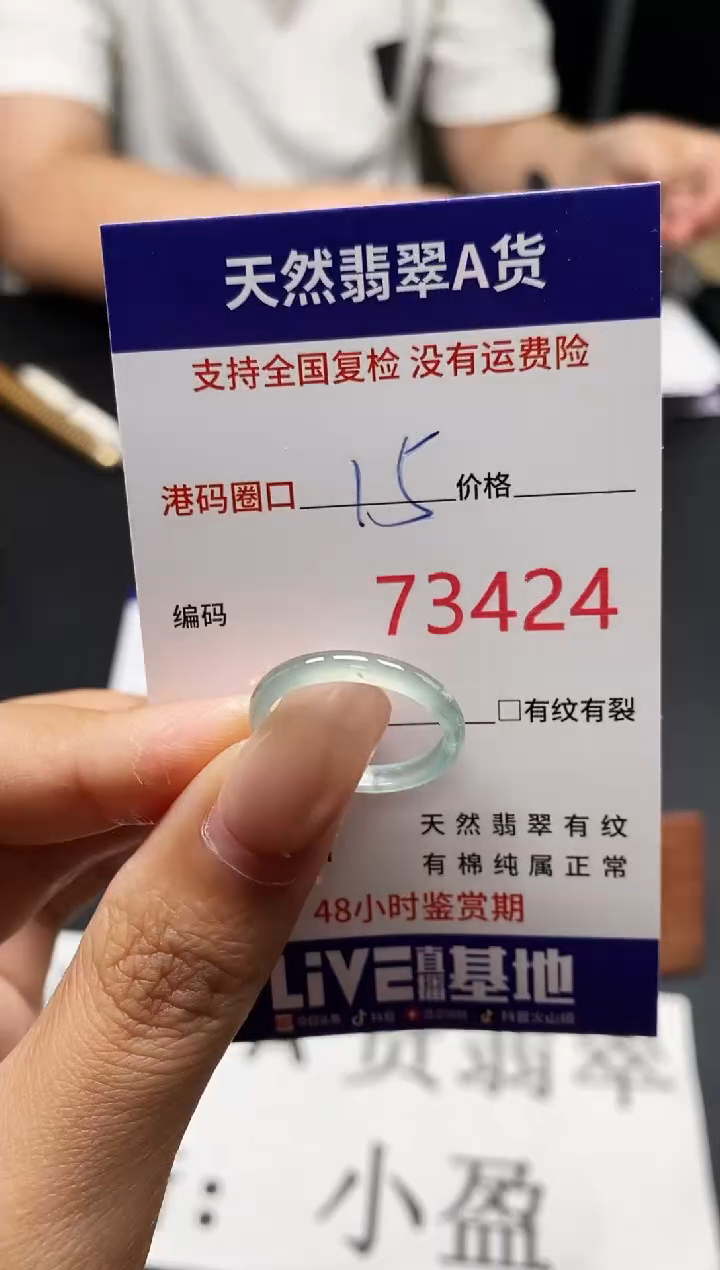 天然翡翠A货
支持全国复检 没有运费险
港码圈口 15 价格
编码 73424
□有纹有裂
天然翡翠有纹
有棉纯属正常
48小时鉴赏期
LiVE直播基地
货翡翠
: 小盈